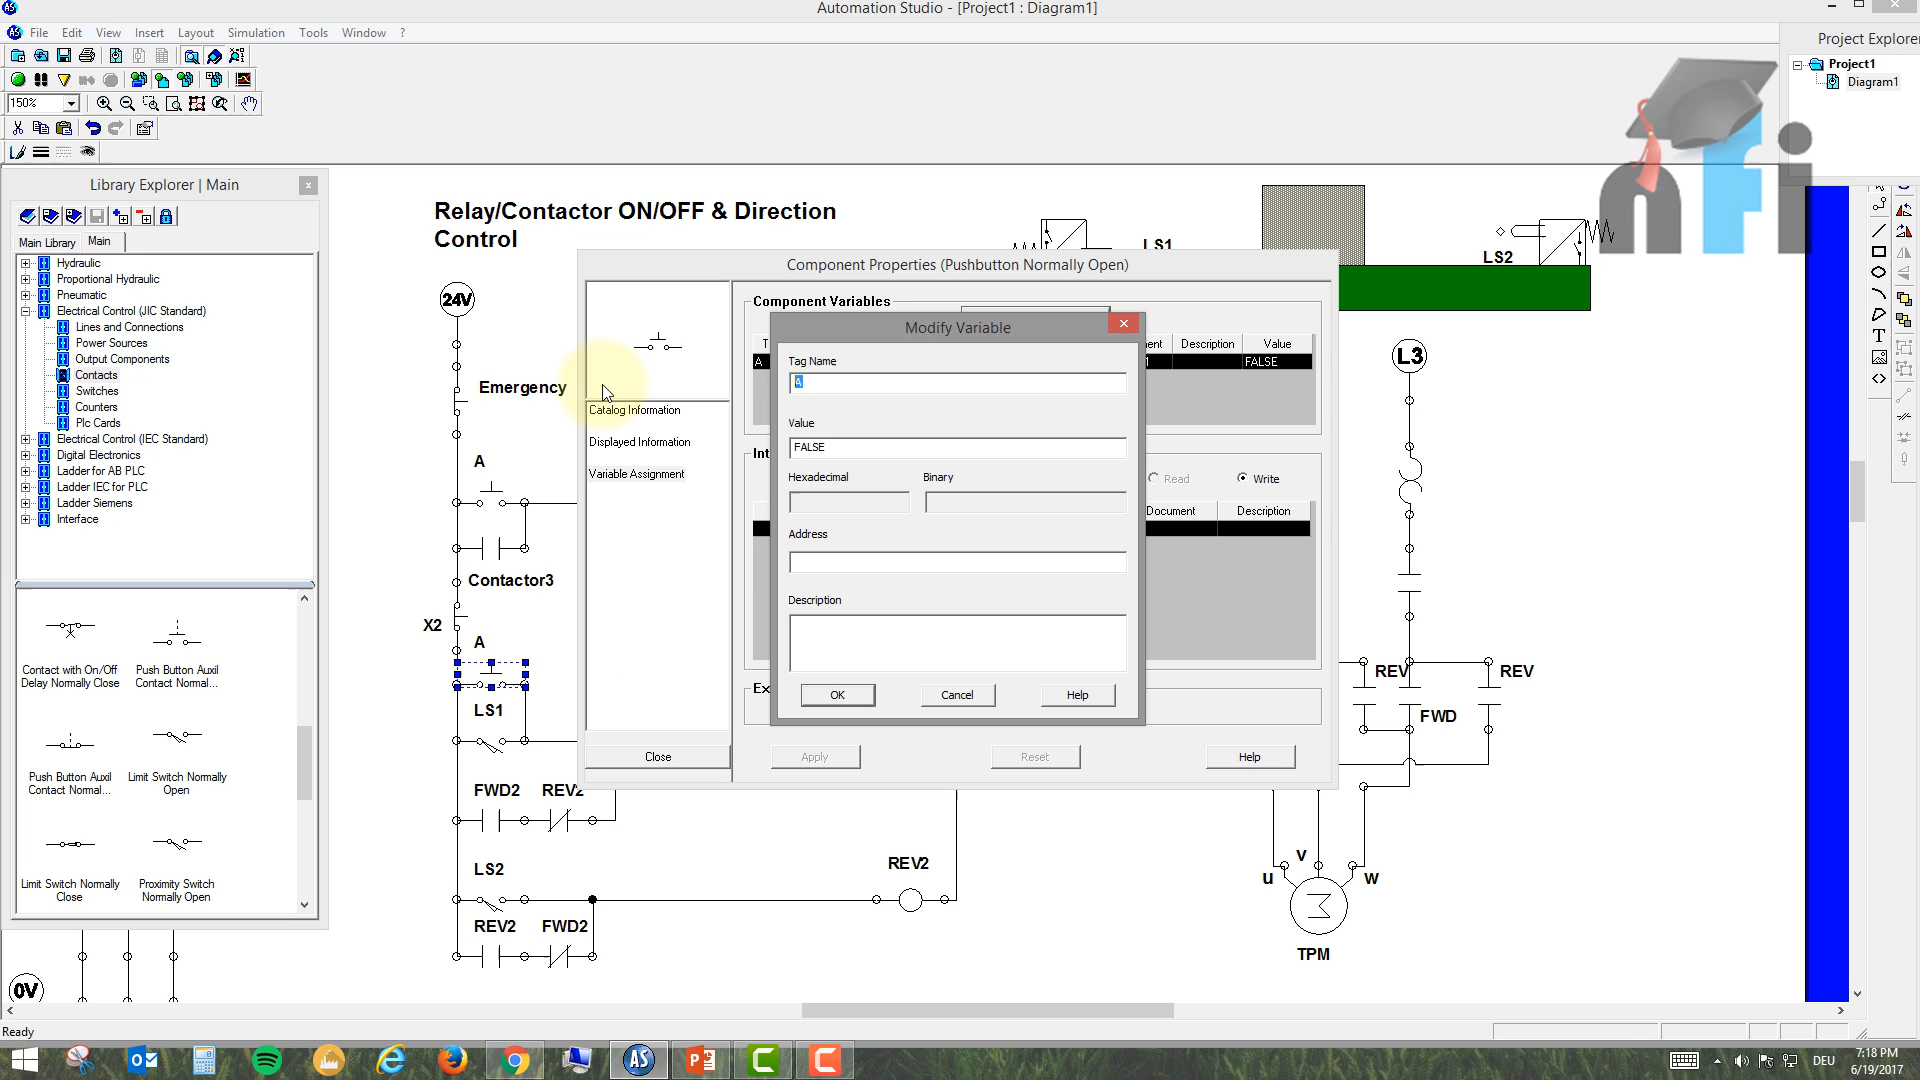 Automation Studio - [Project1 : Diagram1]
File Edit View Insert Layout Simulation Tools Window ?
Project Explorer
Project1
Diagram1
150%
nfi
Library Explorer | Main
Main Library Main
Hydraulic
Proportional Hydraulic
Pneumatic
Electrical Control (JIC Standard)
Lines and Connections
Power Sources
Output Components
Contacts
Switches
Counters
Plc Cards
Electrical Control (IEC Standard)
Digital Electronics
Ladder for AB PLC
Ladder IEC for PLC
Ladder Siemens
Interface
Contact with On/Off
Delay Normally Close
Push Button Auxil
Contact Normal...
Push Button Auxil
Contact Normal...
Limit Switch Normally
Open
Limit Switch Normally
Close
Proximity Switch
Normally Open
0V
Relay/Contactor ON/OFF & Direction
Control
24V
Emergency
A
Contactor3
X2
A
LS1
FWD2 REV2
LS2
REV2 FWD2
REV2
LS1
LS2
L3
REV
REV
FWD
V
u
w
TPM
Component Properties (Pushbutton Normally Open)
Catalog Information
Displayed Information
Variable Assignment
Close
Component Variables
Description Value
A
FALSE
Read
Write
Document Description
Apply Reset Help
Modify Variable
Tag Name
A
Value
FALSE
Hexadecimal Binary
Address
Description
OK Cancel Help
Ready
DEU
7:18 PM
6/19/2017